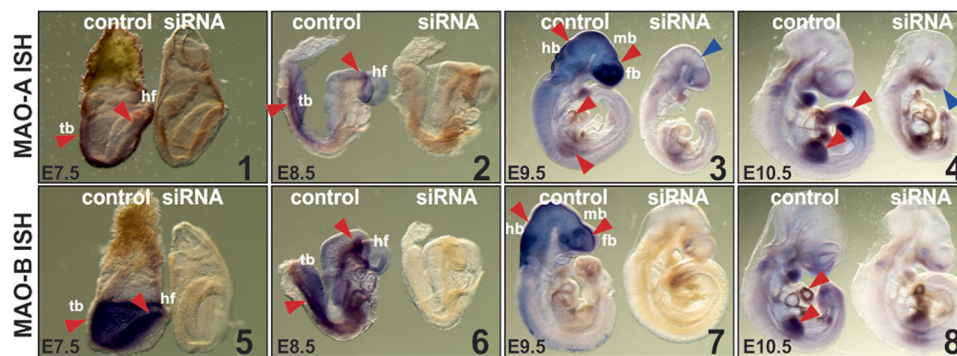 MAO-A ISH
control siRNA
hf
tb
E7.5
1
control siRNA
hf
tb
E8.5
2
control siRNA
mb
hb
fb
E9.5
3
control siRNA
E10.5
4
MAO-B ISH
control siRNA
tb
hf
E7.5
5
control siRNA
hf
tb
E8.5
6
control siRNA
mb
hb
fb
E9.5
7
control siRNA
E10.5
8